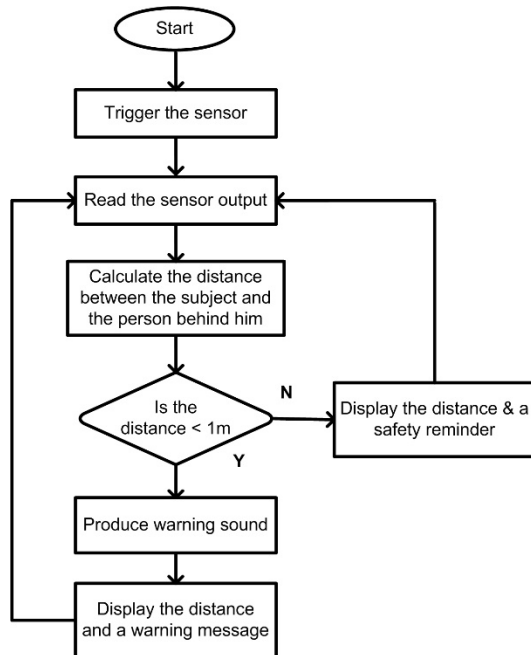 Start
Trigger the sensor
Read the sensor output
Calculate the distance
between the subject and
the person behind him
Is the
distance < 1m
N
Display the distance & a
safety reminder
Y
Produce warning sound
Display the distance
and a warning message